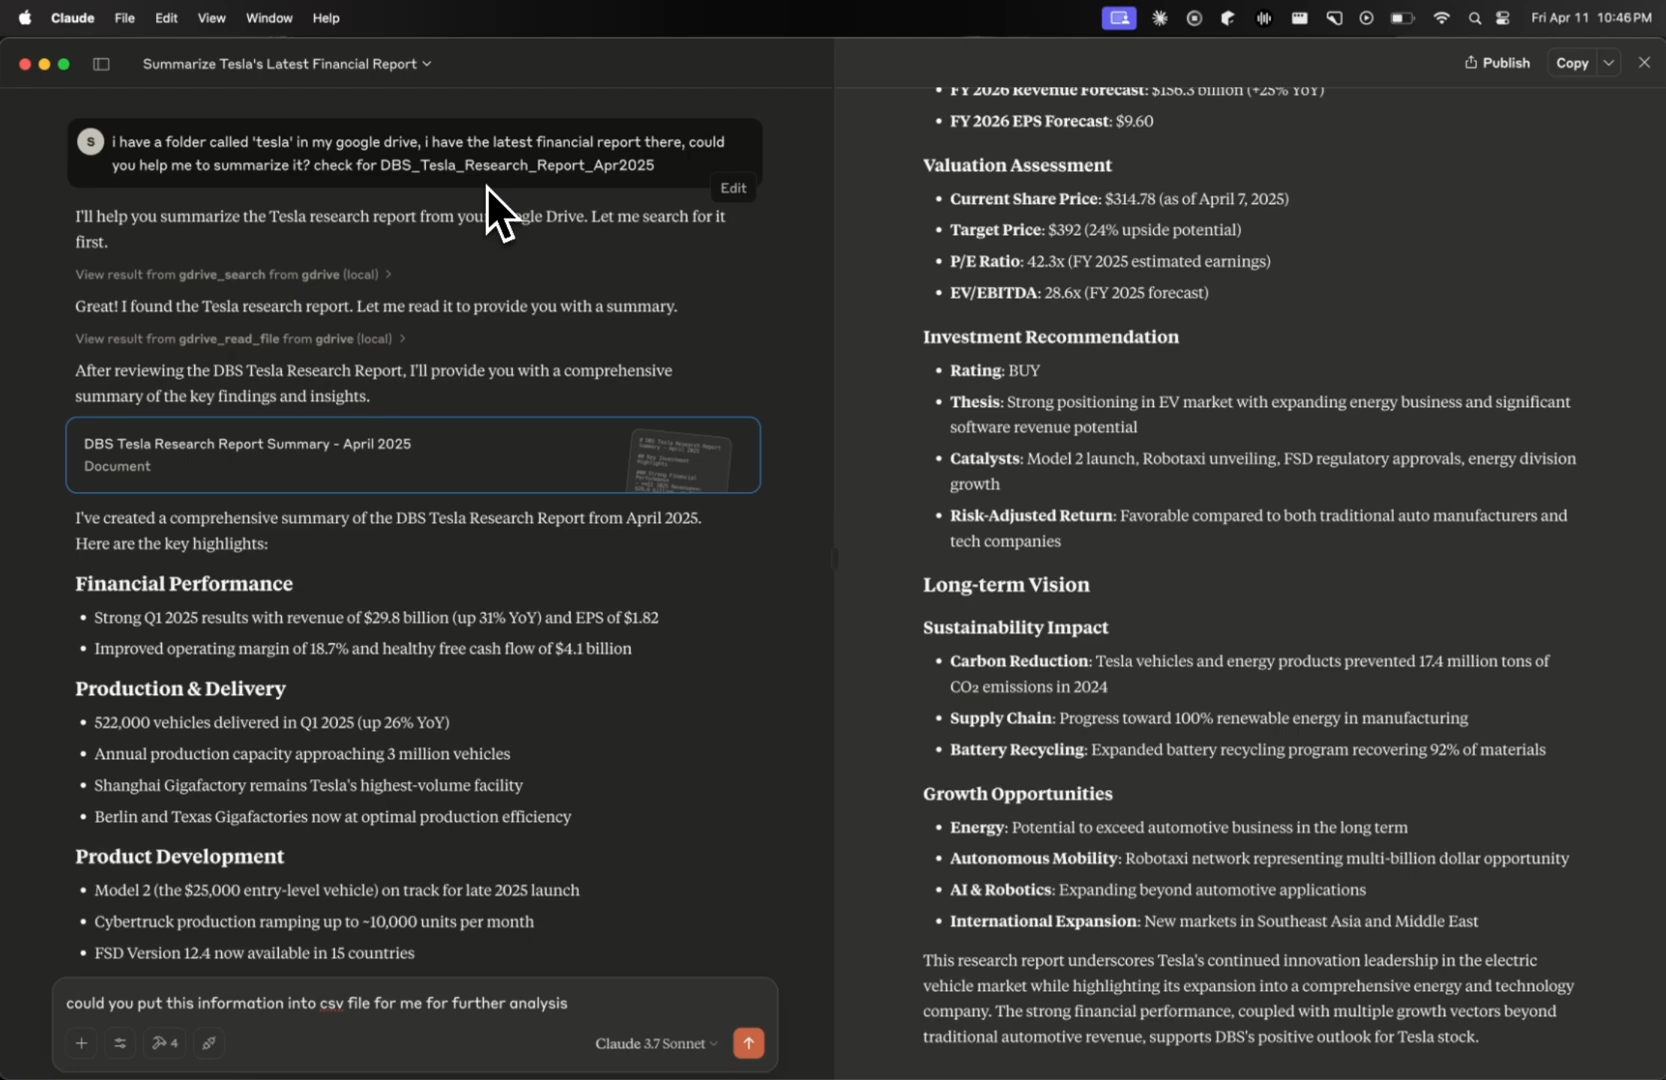 Claude File Edit View Window Help
Fri Apr 11 10:46 PM
Summarize Tesla's Latest Financial Report
S
i have a folder called 'tesla' in my google drive, i have the latest financial report there, could
you help me to summarize it? check for DBS_Tesla_Research_Report_Apr2025
Edit
I'll help you summarize the Tesla research report from you gle Drive. Let me search for it
first.
View result from gdrive_search from gdrive (local)
Great! I found the Tesla research report. Let me read it to provide you with a summary.
View result from gdrive_read_file from gdrive (local)
After reviewing the DBS Tesla Research Report, I'll provide you with a comprehensive
summary of the key findings and insights.
DBS Tesla Research Report Summary - April 2025
Document
# DBS Tesla Research Report
Summary - April 2025
## Key Investment
Highlights
### Strong Financial
Performance
I've created a comprehensive summary of the DBS Tesla Research Report from April 2025.
Here are the key highlights:
Financial Performance
• Strong Q1 2025 results with revenue of $29.8 billion (up 31% YoY) and EPS of $1.82
• Improved operating margin of 18.7% and healthy free cash flow of $4.1 billion
Production & Delivery
• 522,000 vehicles delivered in Q1 2025 (up 26% YoY)
• Annual production capacity approaching 3 million vehicles
• Shanghai Gigafactory remains Tesla's highest-volume facility
• Berlin and Texas Gigafactories now at optimal production efficiency
Product Development
• Model 2 (the $25,000 entry-level vehicle) on track for late 2025 launch
• Cybertruck production ramping up to ~10,000 units per month
• FSD Version 12.4 now available in 15 countries
could you put this information into csv file for me for further analysis
4
Claude 3.7 Sonnet
Publish
Copy
• FY 2026 Revenue Forecast: $156.3 billion (+25% YoY)
• FY 2026 EPS Forecast: $9.60
Valuation Assessment
• Current Share Price: $314.78 (as of April 7, 2025)
• Target Price: $392 (24% upside potential)
• P/E Ratio: 42.3x (FY 2025 estimated earnings)
• EV/EBITDA: 28.6x (FY 2025 forecast)
Investment Recommendation
• Rating: BUY
• Thesis: Strong positioning in EV market with expanding energy business and significant
software revenue potential
• Catalysts: Model 2 launch, Robotaxi unveiling, FSD regulatory approvals, energy division
growth
• Risk-Adjusted Return: Favorable compared to both traditional auto manufacturers and
tech companies
Long-term Vision
Sustainability Impact
• Carbon Reduction: Tesla vehicles and energy products prevented 17.4 million tons of
CO₂ emissions in 2024
• Supply Chain: Progress toward 100% renewable energy in manufacturing
• Battery Recycling: Expanded battery recycling program recovering 92% of materials
Growth Opportunities
• Energy: Potential to exceed automotive business in the long term
• Autonomous Mobility: Robotaxi network representing multi-billion dollar opportunity
• AI & Robotics: Expanding beyond automotive applications
• International Expansion: New markets in Southeast Asia and Middle East
This research report underscores Tesla's continued innovation leadership in the electric
vehicle market while highlighting its expansion into a comprehensive energy and technology
company. The strong financial performance, coupled with multiple growth vectors beyond
traditional automotive revenue, supports DBS's positive outlook for Tesla stock.